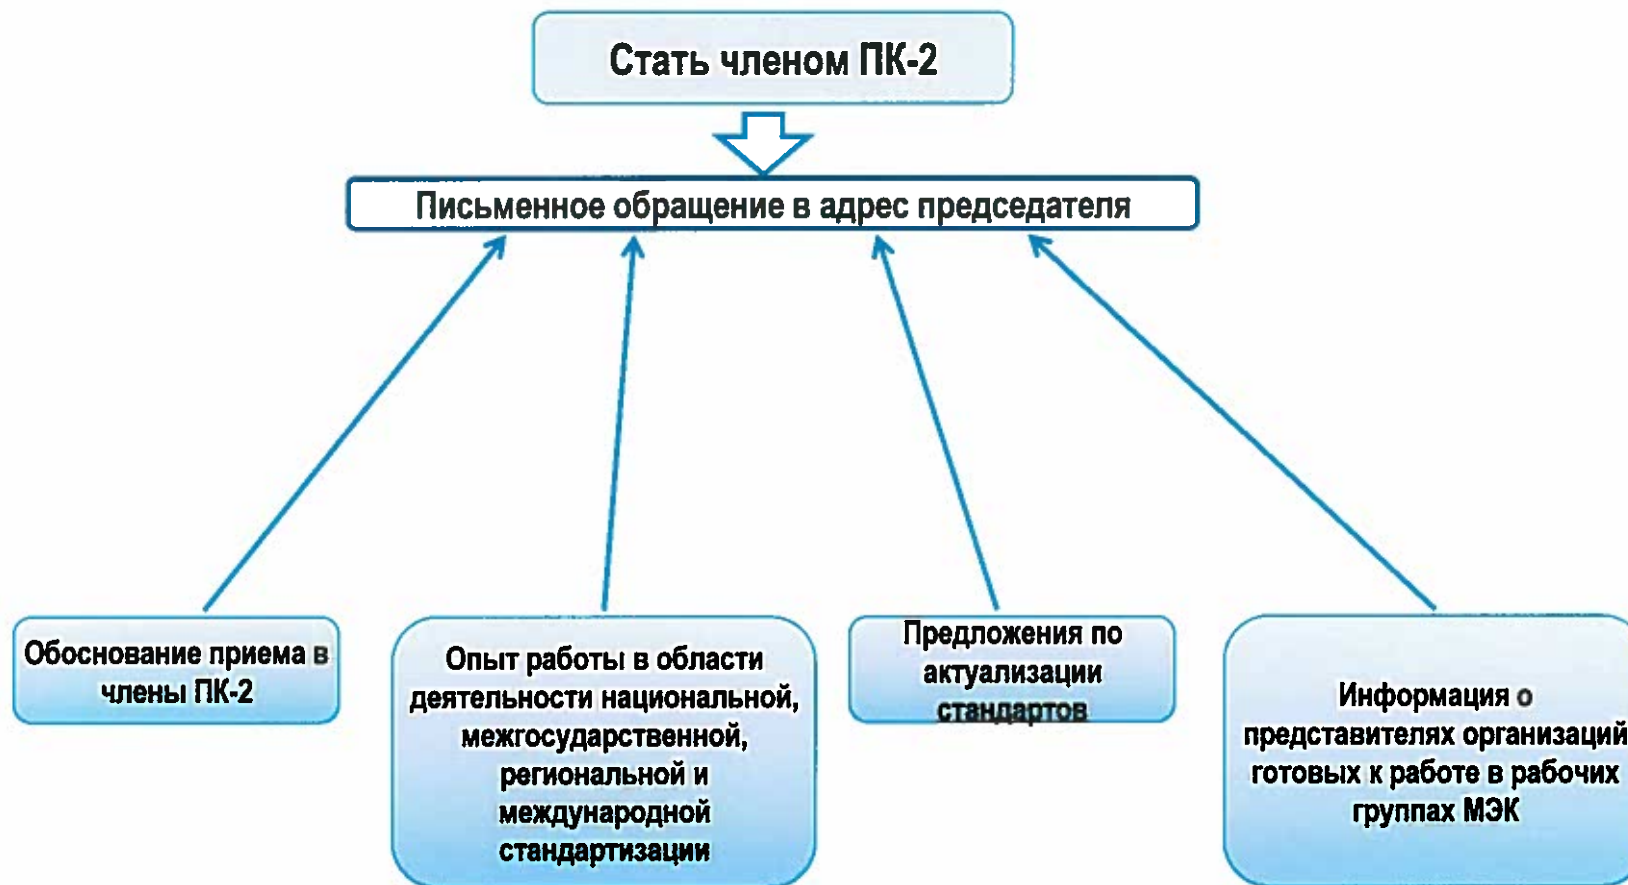 Стать членом ПК-2
Письменное обращение в адрес председателя
Обоснование приема в
члены ПК-2
Опыт работы в области
деятельности национальной,
межгосударственной,
региональной и
международной
стандартизации
Предложения по
актуализации
стандартов
Информация о
представителях организаций
готовых к работе в рабочих
группах МЭК